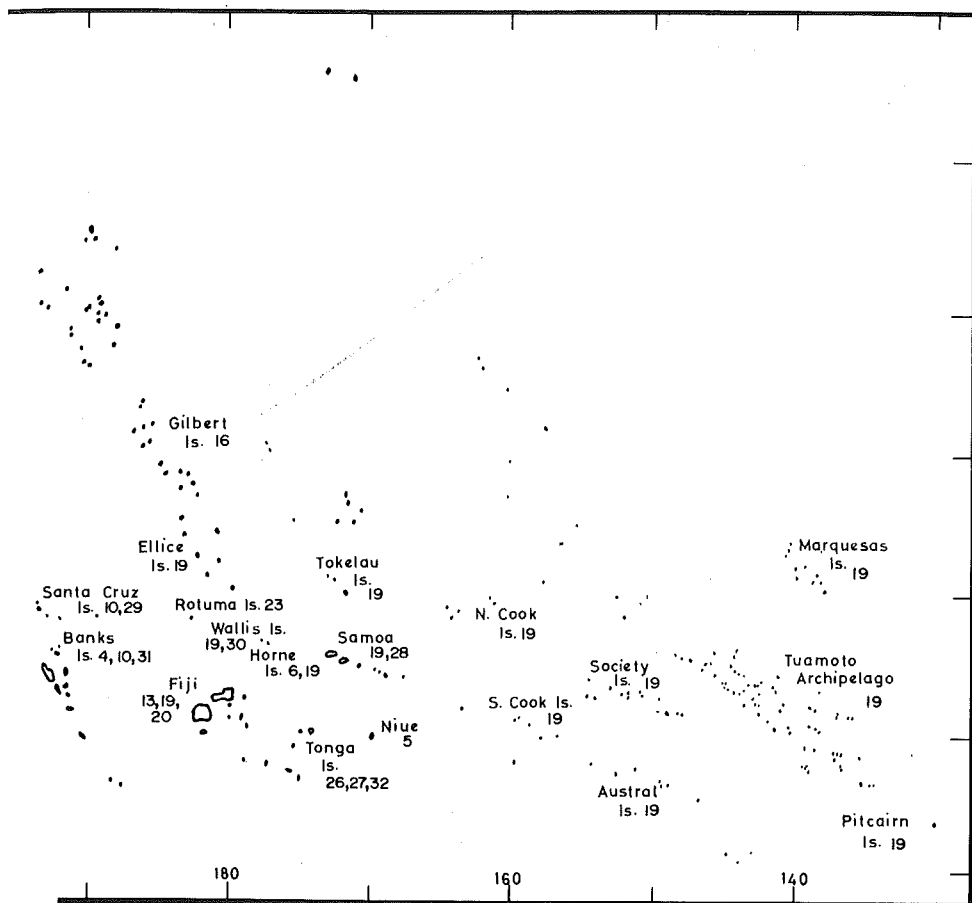 Gilbert
Is. 16
Ellice
Is. 19
Tokelau
Is.
19
Marquesas
Is.
19
Santa Cruz
Is. 10,29
Rotuma Is. 23
N. Cook
Is. 19
Banks
Is. 4,10,31
Wallis Is.
19,30
Horne
Is. 6,19
Samoa
19,28
Society
Is. 19
Tuamoto
Archipelago
19
Fiji
13,19,
20
S. Cook Is.
19
Niue
5
Tonga
Is.
26,27,32
Austral
Is. 19
Pitcairn
Is. 19
180
160
140